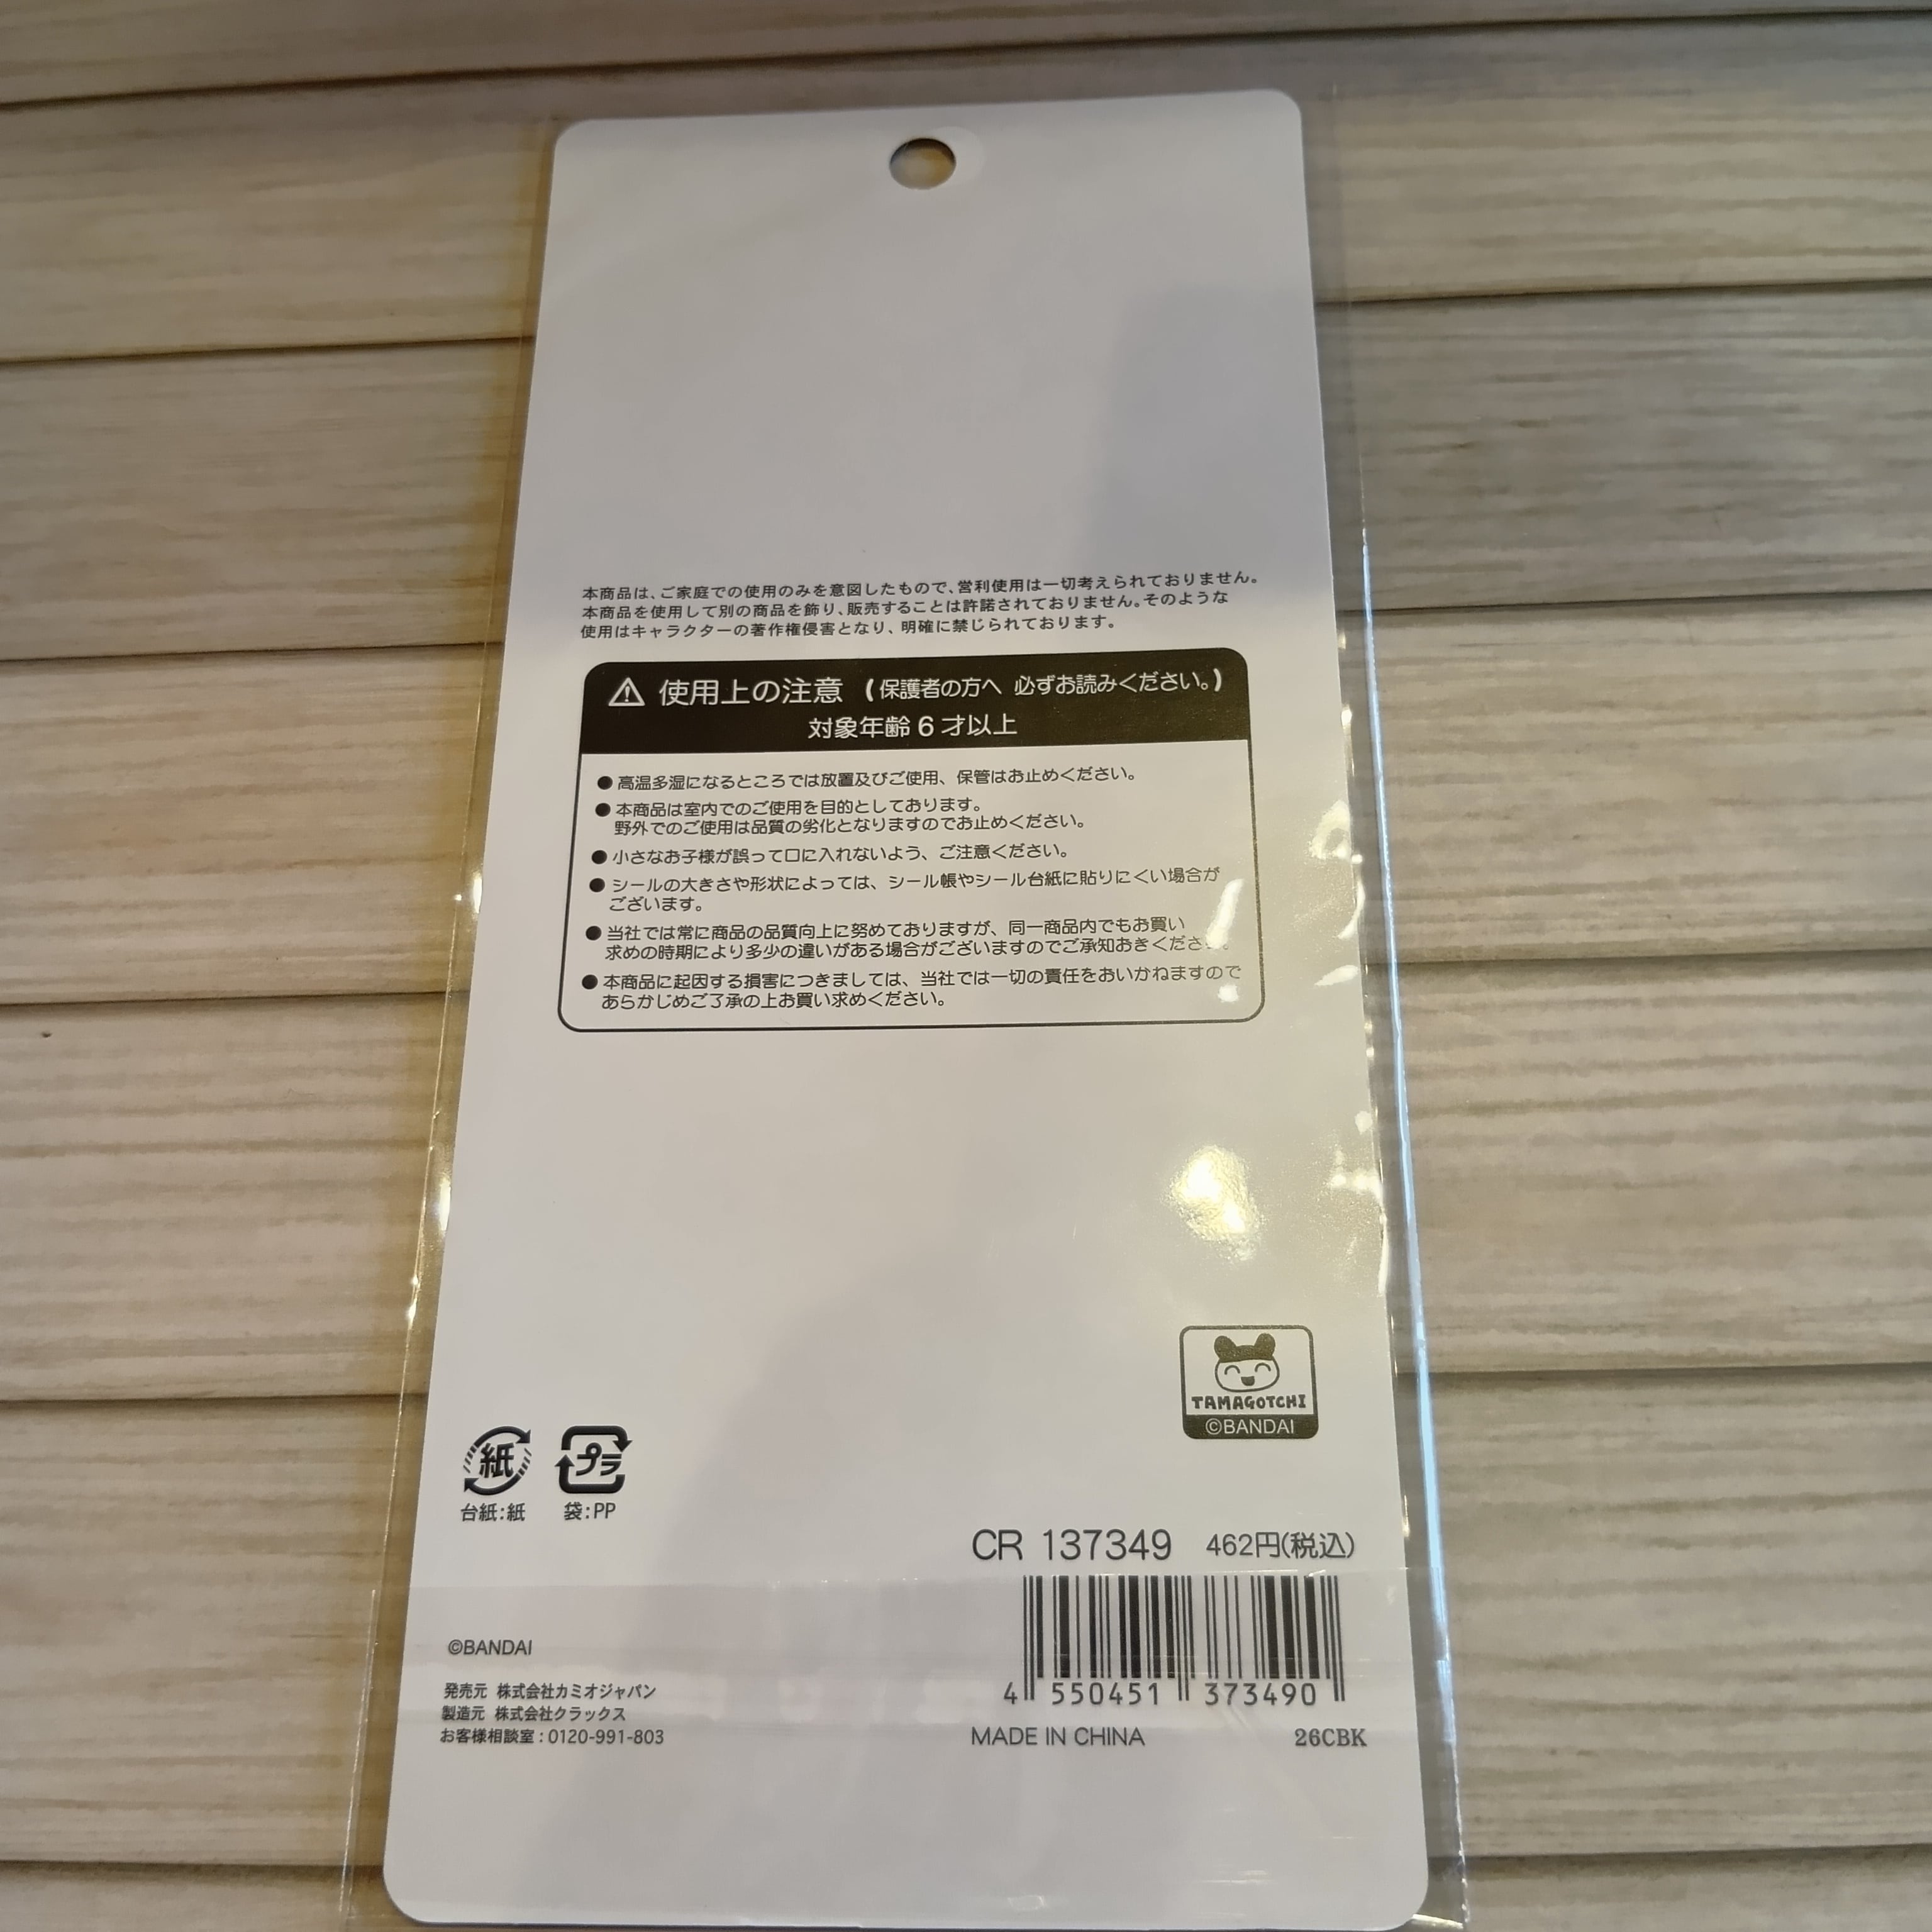 本商品は、ご家庭での使用のみを意図したもので、営利使用は一切考えられておりません。
本商品を使用して別の商品を飾り、販売することは許諾されておりません。そのような
使用はキャラクターの著作権侵害となり、明確に禁じられております。
使用上の注意 (保護者の方へ 必ずお読みください。)
対象年齢6才以上
●高温多湿になるところでは放置及びご使用、保管はお止めください。
●本商品は室内でのご使用を目的としております。
野外でのご使用は品質の劣化となりますのでお止めください。
●小さなお子様が誤って口に入れないよう、ご注意ください。
●シールの大きさや形状によっては、シール帳やシール台紙に貼りにくい場合が
ございます。
●当社では常に商品の品質向上に努めておりますが、同一商品内でもお買い
求めの時期により多少の違いがある場合がございますのでご承知おきください。
●本商品に起因する損害につきましては、当社では一切の責任をおいかねますので
あらかじめご了承の上お買い求めください。
TAMAGOTCHI
©BANDAI
紙 プラ
台紙:紙 袋:PP
CR 137349 462円(税込)
4 550451 373490
©BANDAI
発売元 株式会社カミオジャパン
製造元 株式会社クラックス
お客様相談室:0120-991-803
MADE IN CHINA 26CBK